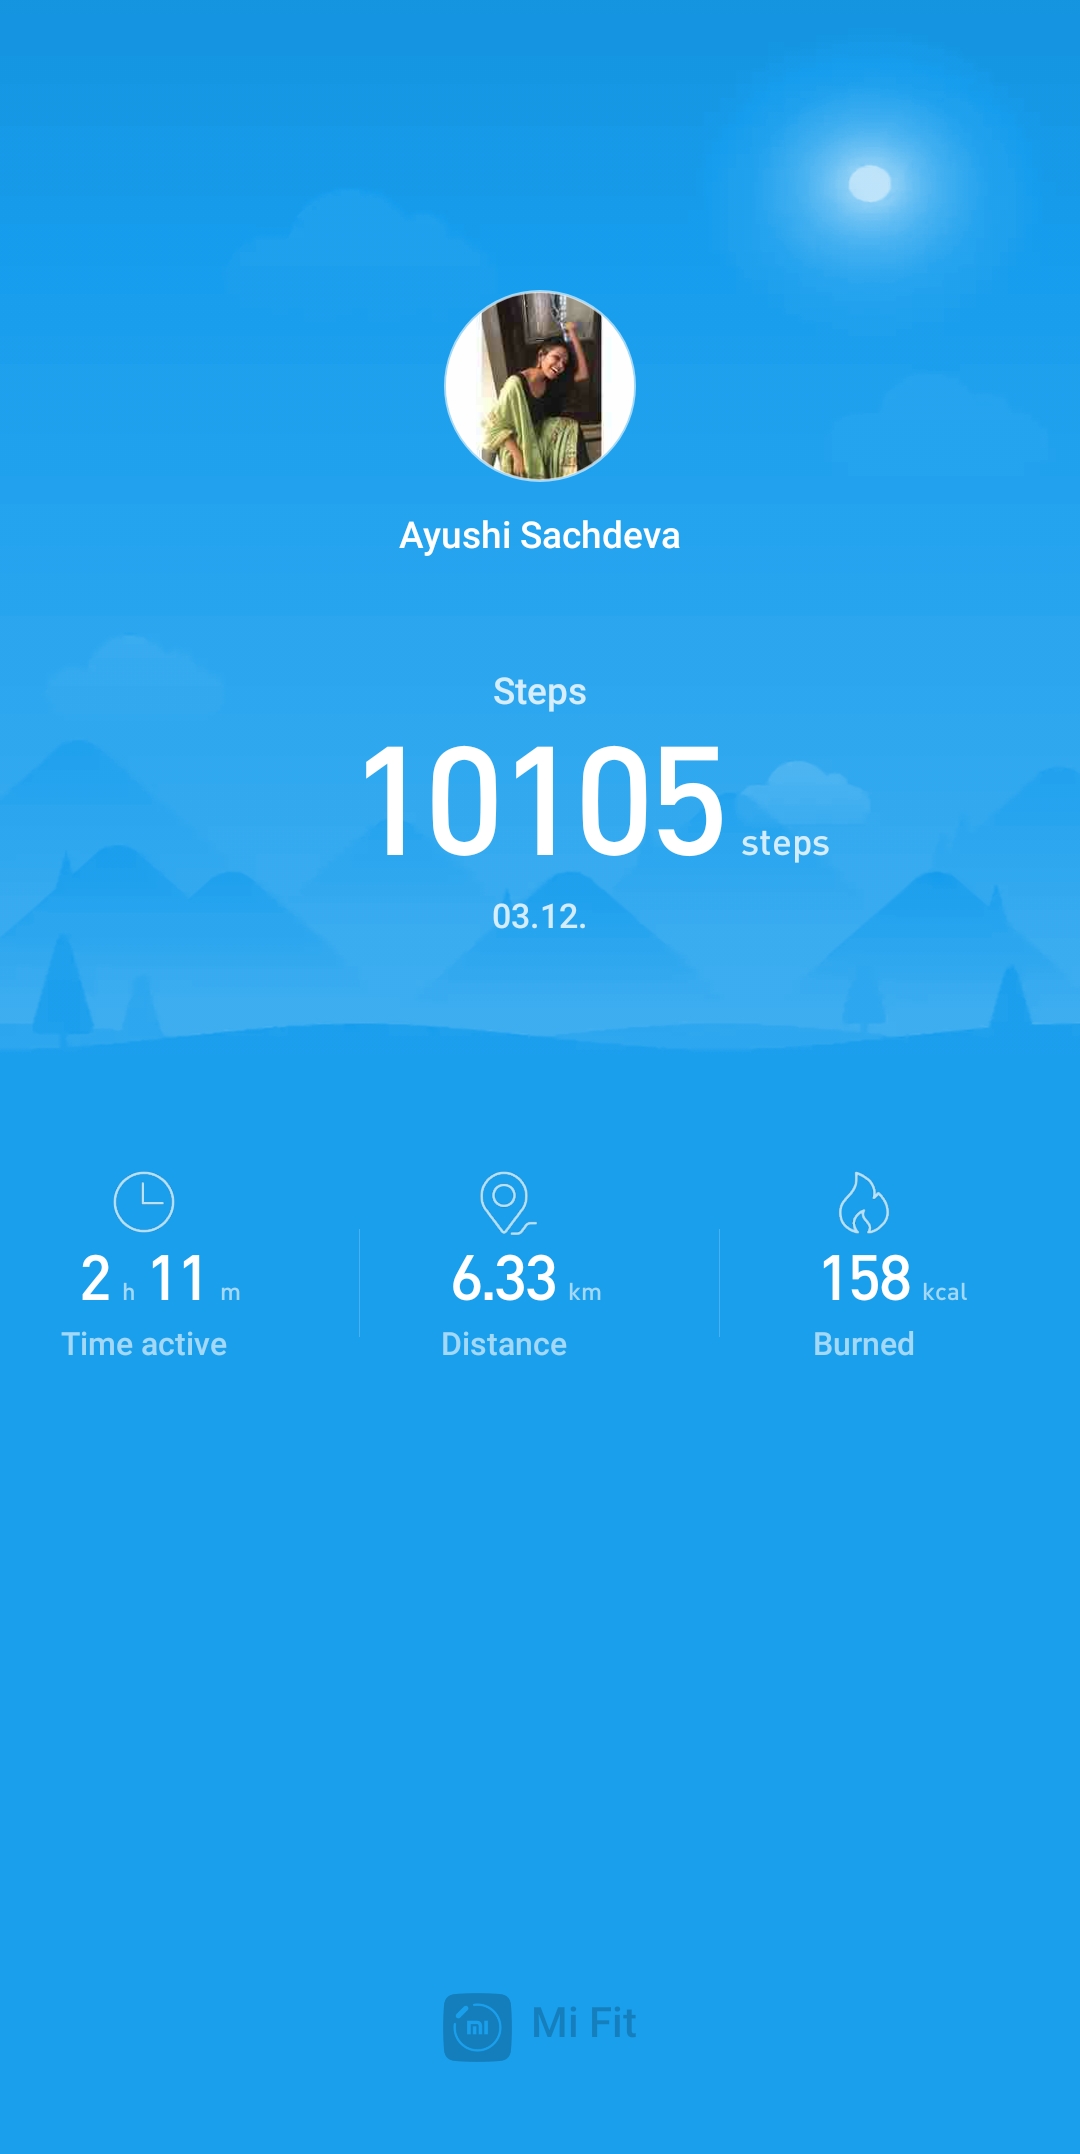 Ayushi Sachdeva
Steps
10105 steps
03.12.
2 h 11 m 6.33 km 158 kcal
Time active Distance Burned
mi Mi Fit